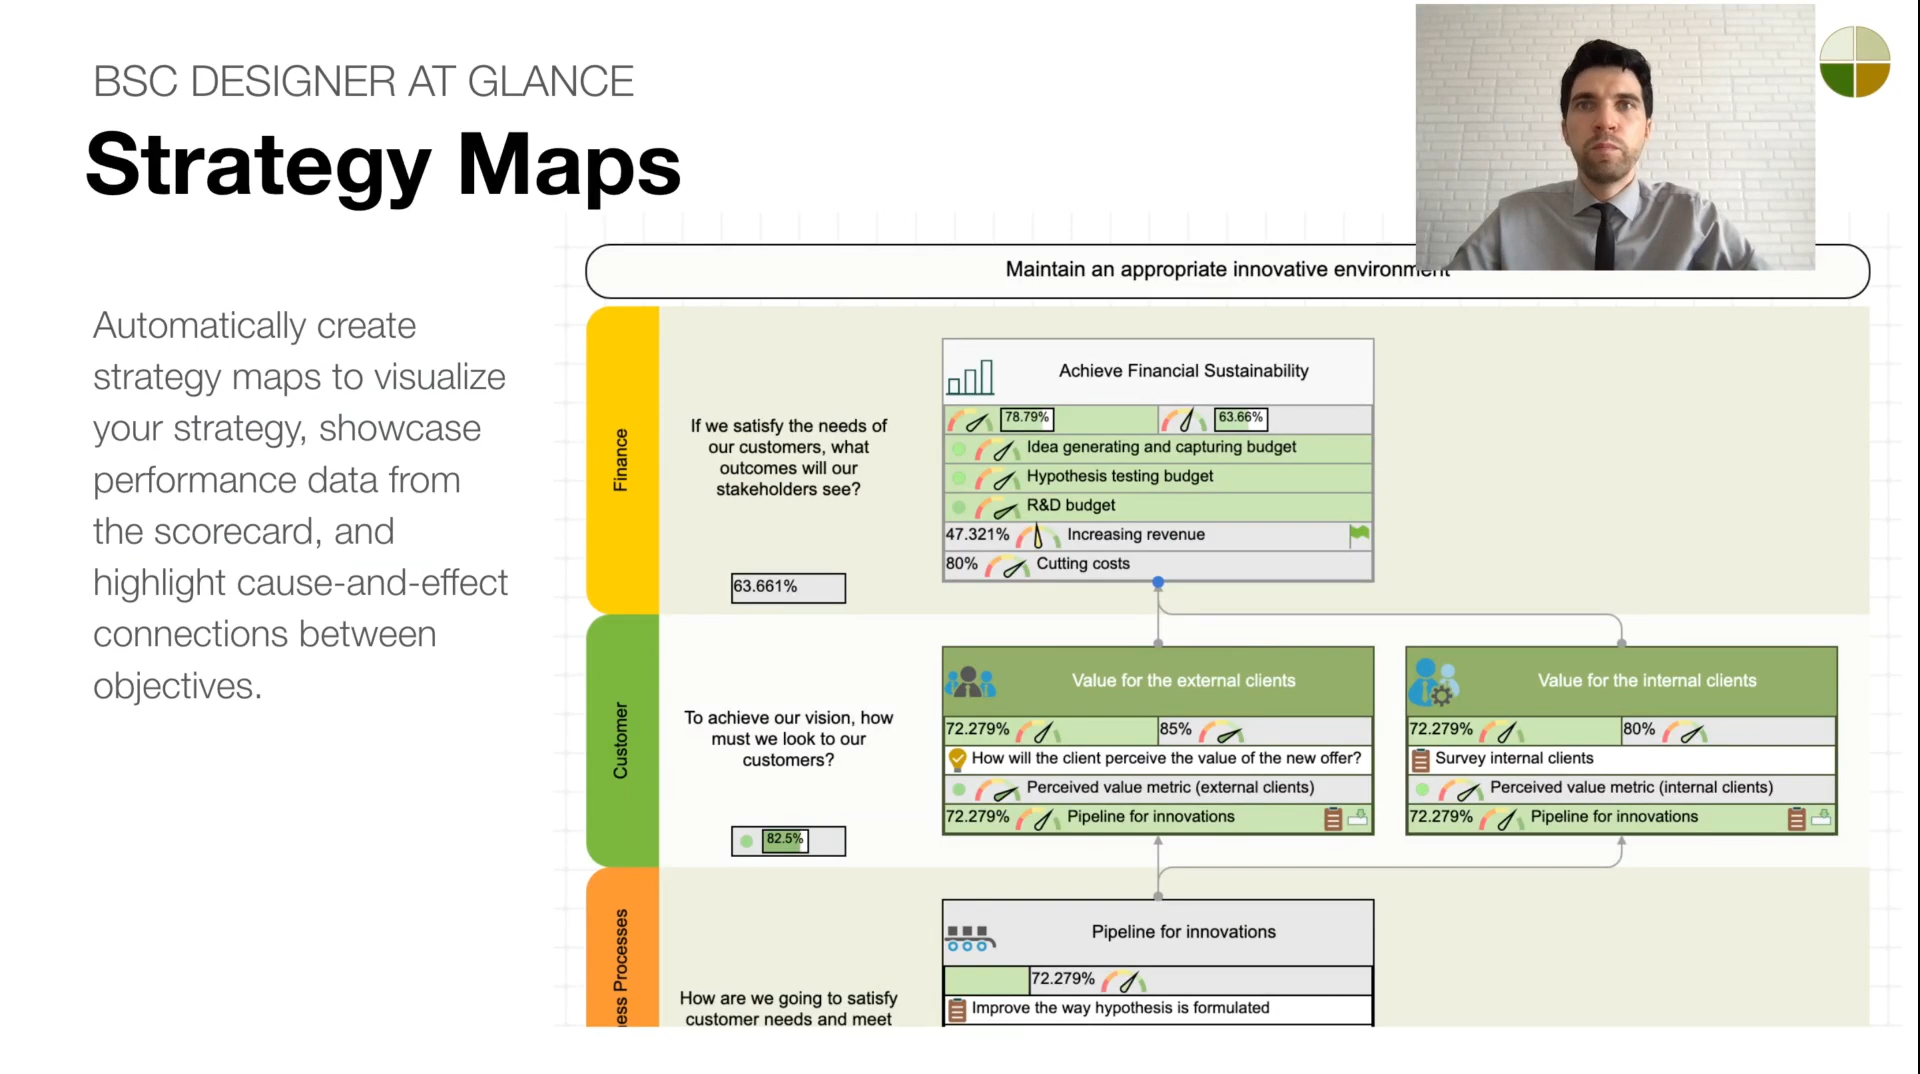 BSC DESIGNER AT GLANCE
Strategy Maps
Automatically create
strategy maps to visualize
your strategy, showcase
performance data from
the scorecard, and
highlight cause-and-effect
connections between
objectives.
Maintain an appropriate innovative environment
Finance
If we satisfy the needs of
our customers, what
outcomes will our
stakeholders see?
63.661%
Achieve Financial Sustainability
78.79% 63.66%
Idea generating and capturing budget
Hypothesis testing budget
R&D budget
47.321% Increasing revenue
80% Cutting costs
Customer
To achieve our vision, how
must we look to our
customers?
82.5%
Value for the external clients
72.279% 85%
How will the client perceive the value of the new offer?
Perceived value metric (external clients)
72.279% Pipeline for innovations
Value for the internal clients
72.279% 80%
Survey internal clients
Perceived value metric (internal clients)
72.279% Pipeline for innovations
ess Processes
How are we going to satisfy
customer needs and meet
Pipeline for innovations
72.279%
Improve the way hypothesis is formulated